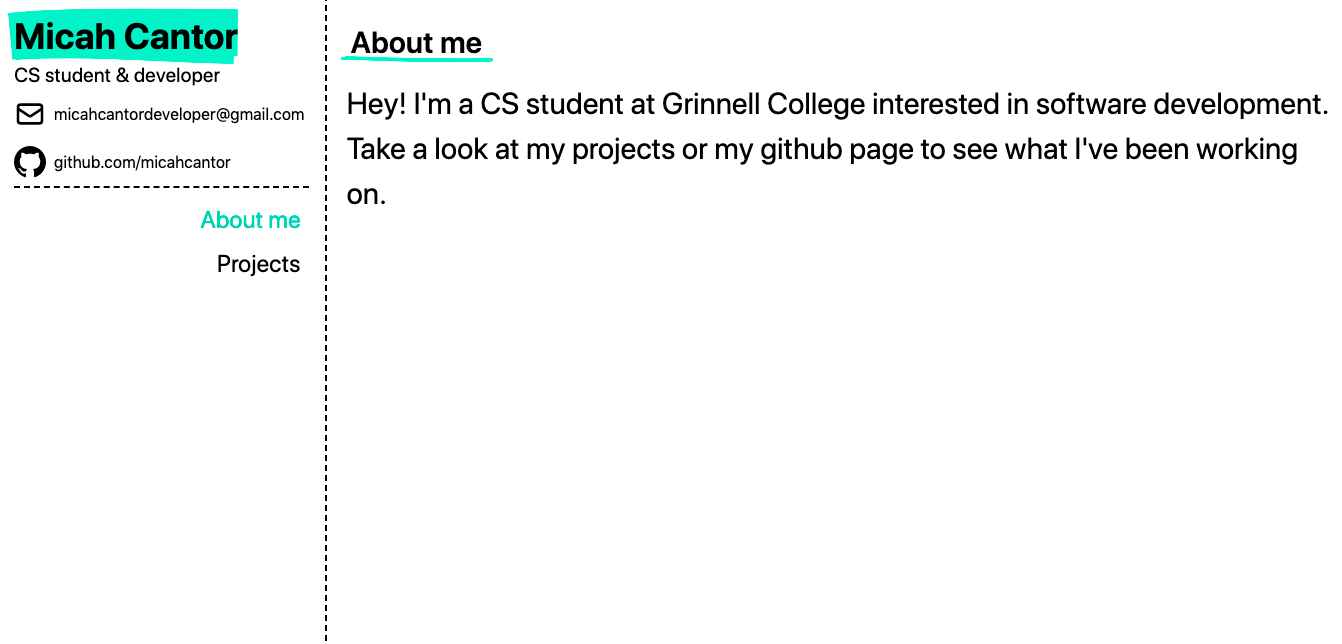 Micah Cantor
CS student & developer
micahcantordeveloper@gmail.com
github.com/micahcantor
About me
Projects
About me
Hey! I'm a CS student at Grinnell College interested in software development.
Take a look at my projects or my github page to see what I've been working
on.